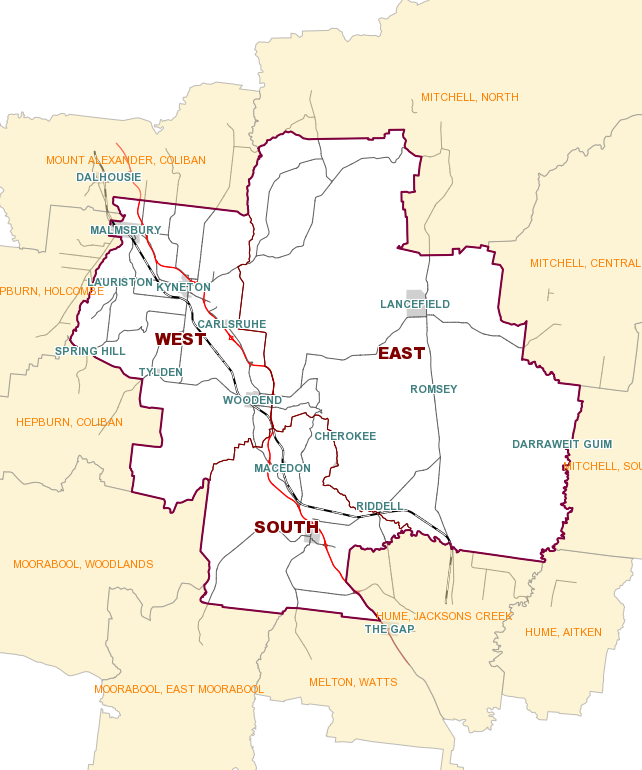 MITCHELL, NORTH
MOUNT ALEXANDER, COLIBAN
DALHOUSIE
MALMSBURY
MITCHELL, CENTRAL
LAURISTON
KYNETON
PBURN, HOLCOMBE
LANCEFIELD
CARLSRUHE
WEST
SPRING HILL
EAST
TYLDEN
ROMSEY
WOODEND
HEPBURN, COLIBAN
CHEROKEE
DARRAWEIT GUIM
MACEDON
MITCHELL, SOU
RIDDELL
SOUTH
MOORABOOL, WOODLANDS
HUME, JACKSONS CREEK
THE GAP
HUME, AITKEN
MELTON, WATTS
MOORABOOL, EAST MOORABOOL